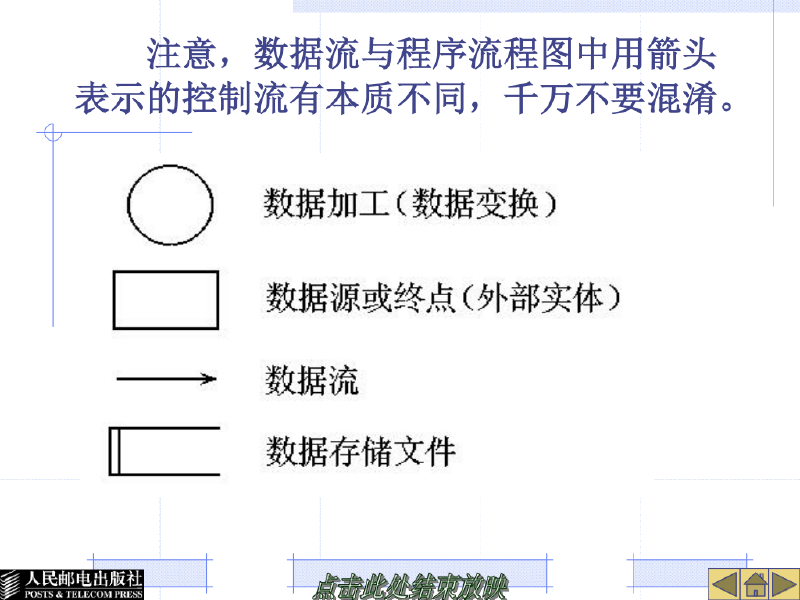 注意，数据流与程序流程图中用箭头
表示的控制流有本质不同，千万不要混淆。
数据加工（数据变换）
数据源或终点（外部实体）
数据流
数据存储文件
人民邮电出版社
POSTS & TELECOM PRESS
点击此处结束放映